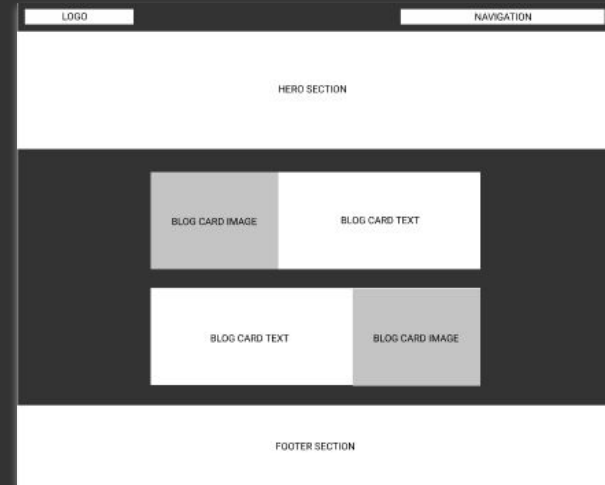 LOGO
NAVIGATION
HERO SECTION
BLOG CARD IMAGE
BLOG CARD TEXT
BLOG CARD TEXT
BLOG CARD IMAGE
FOOTER SECTION